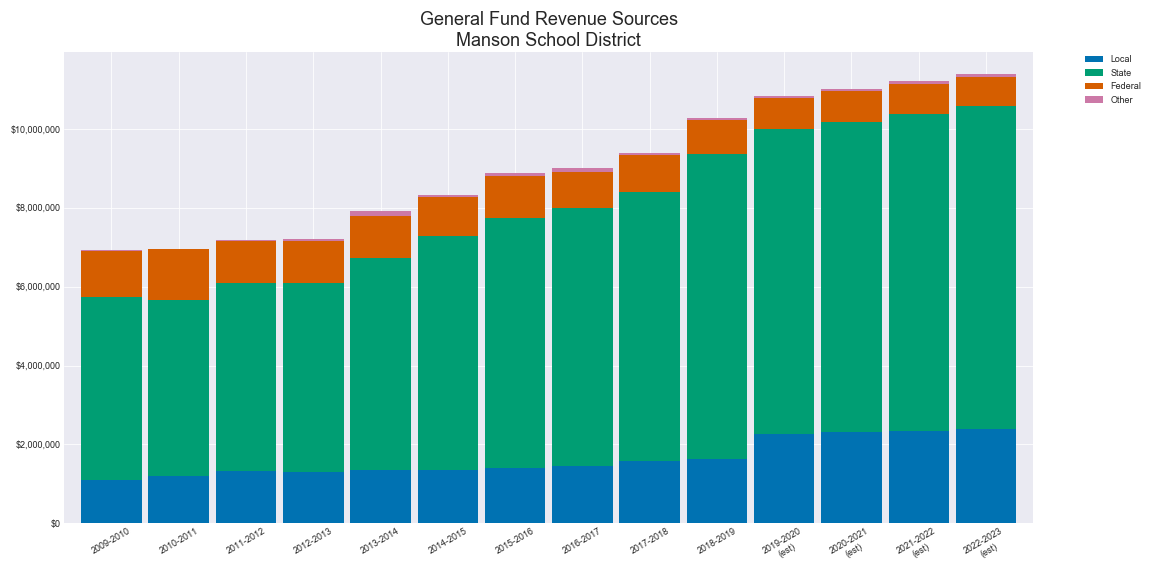 General Fund Revenue Sources
Manson School District
Local
State
Federal
Other
$10,000,000
$8,000,000
$6,000,000
$4,000,000
$2,000,000
$0
2009-2010
2010-2011
2011-2012
2012-2013
2013-2014
2014-2015
2015-2016
2016-2017
2017-2018
2018-2019
2019-2020
(est)
2020-2021
(est)
2021-2022
(est)
2022-2023
(est)